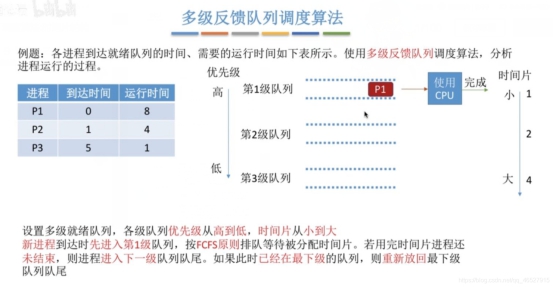 多级反馈队列调度算法
例题：各进程到达就绪队列的时间、需要的运行时间如下表所示。使用多级反馈队列调度算法，分析
进程运行的过程。
进程 到达时间 运行时间
P1 0 8
P2 1 4
P3 5 1
优先级
高
低
第1级队列
第2级队列
第3级队列
P1
使用
CPU
完成
时间片
小 1
2
大 4
设置多级就绪队列，各级队列优先级从高到低，时间片从小到大
新进程到达时先进入第1级队列，按FCFS原则排队等待被分配时间片。若用完时间片进程还
未结束，则进程进入下一级队列队尾。如果此时已经在最下级的队列，则重新放回最下级
队列队尾